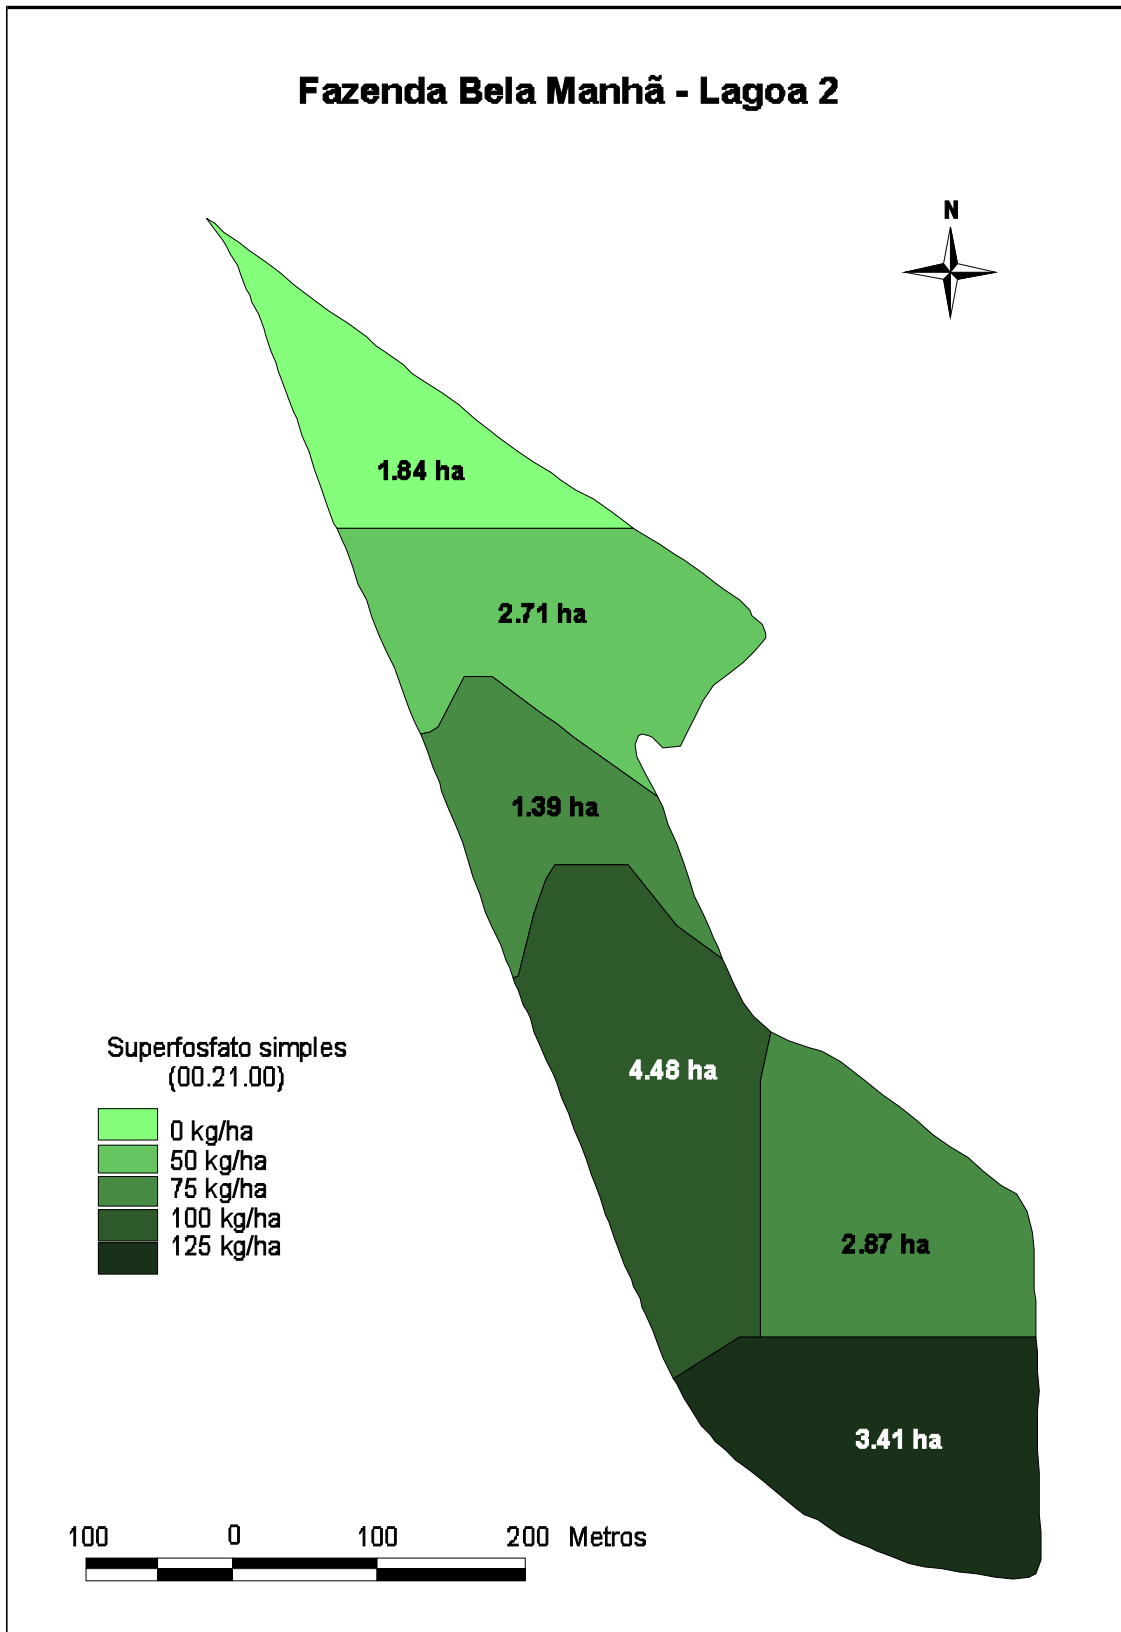 Fazenda Bela Manhã - Lagoa 2
N
1.84 ha
2.71 ha
1.39 ha
4.48 ha
2.87 ha
3.41 ha
Superfosfato simples
(00.21.00)
0 kg/ha
50 kg/ha
75 kg/ha
100 kg/ha
125 kg/ha
100 0 100 200 Metros